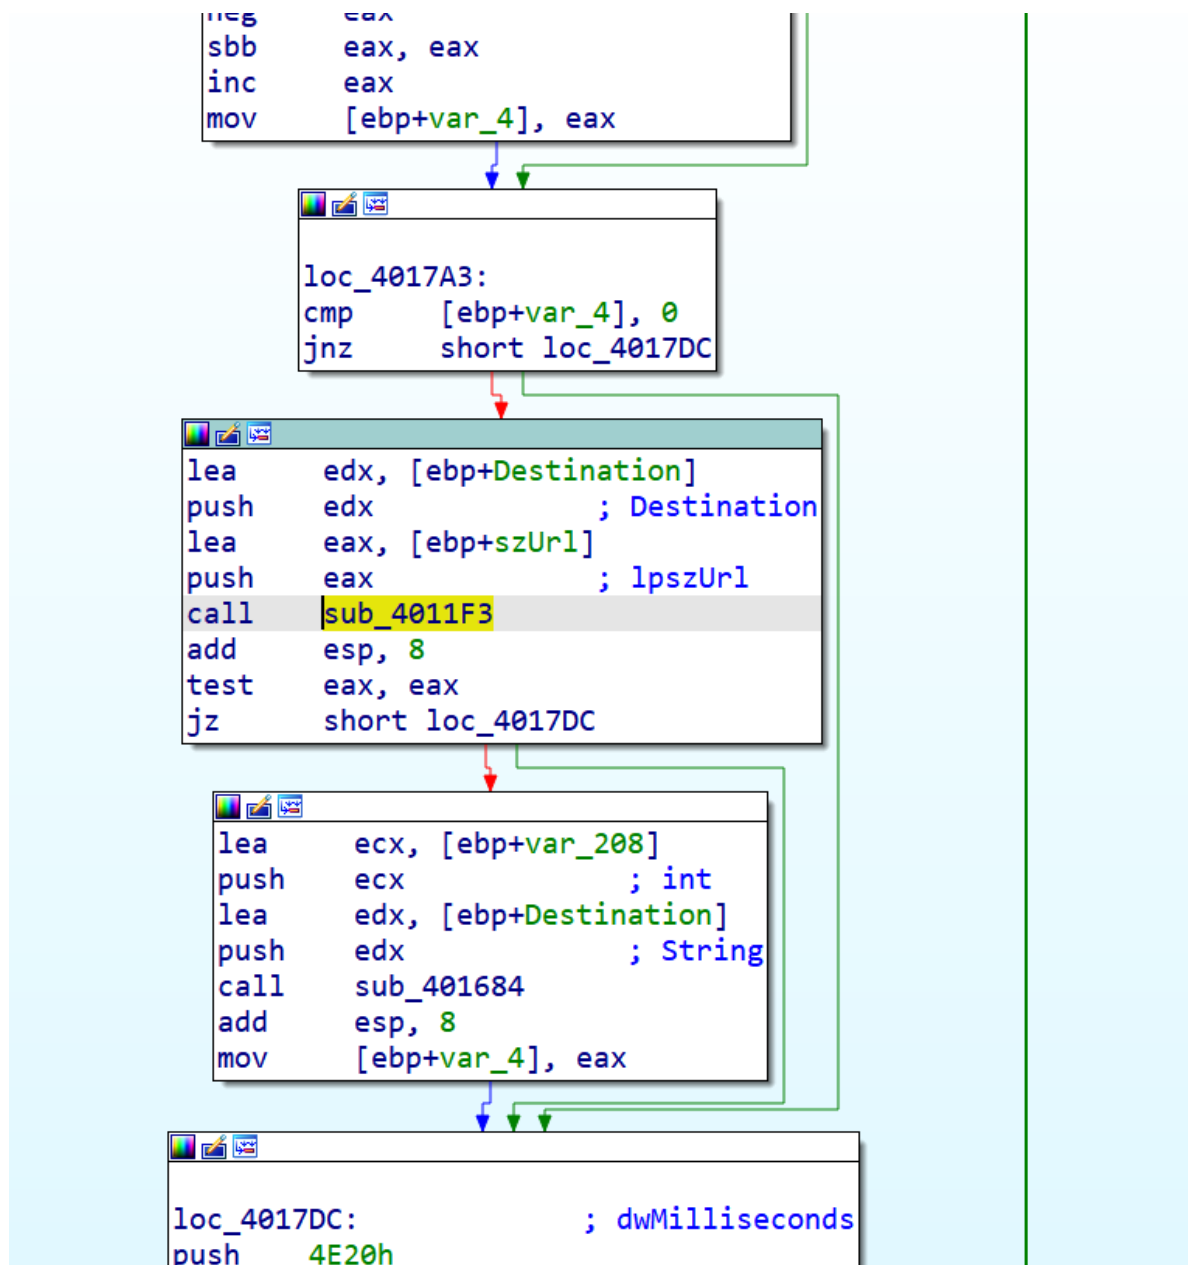 neg eax
sbb eax, eax
inc eax
mov [ebp+var_4], eax
loc_4017A3:
cmp [ebp+var_4], 0
jnz short loc_4017DC
lea edx, [ebp+Destination]
push edx ; Destination
lea eax, [ebp+szUrl]
push eax ; lpszUrl
call sub_4011F3
add esp, 8
test eax, eax
jz short loc_4017DC
lea ecx, [ebp+var_208]
push ecx ; int
lea edx, [ebp+Destination]
push edx ; String
call sub_401684
add esp, 8
mov [ebp+var_4], eax
loc_4017DC: ; dwMilliseconds
push 4E20h